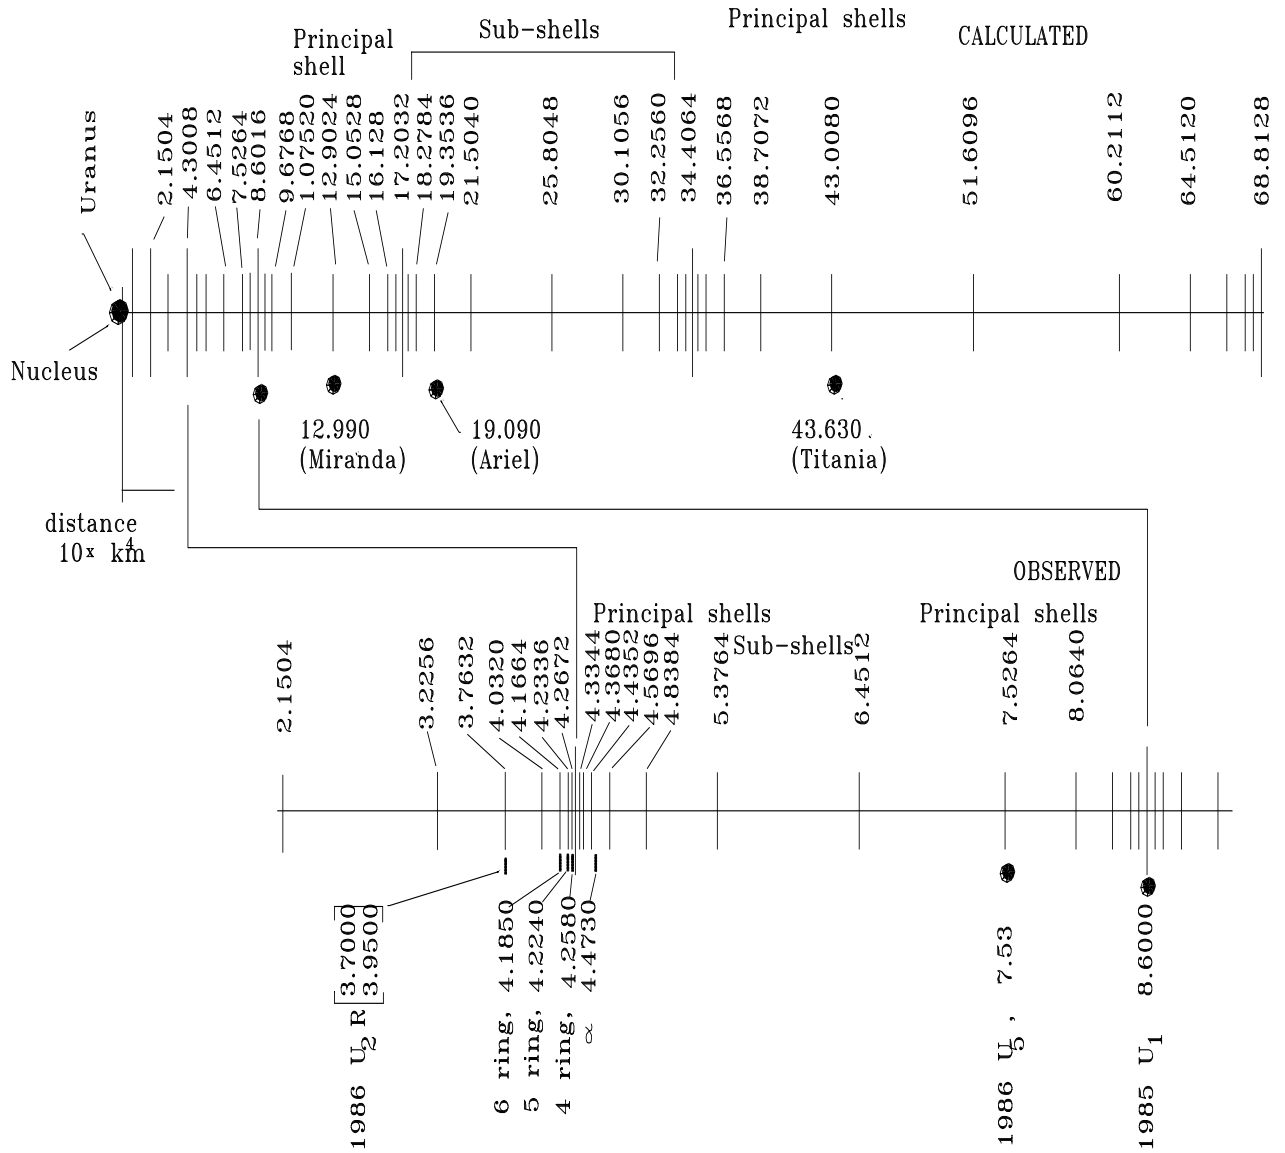 Principal shells
Sub-shells
CALCULATED
Principal
shell
Uranus
2.1504
4.3008
6.4512
7.5264
8.6016
9.6768
1.07520
12.9024
15.0528
16.128
17.2032
18.2784
19.3536
21.5040
25.8048
30.1056
32.2560
34.4064
36.5568
38.7072
43.0080
51.6096
60.2112
64.5120
68.8128
Nucleus
12.990
(Miranda)
19.090
(Ariel)
43.630
(Titania)
distance
10x km
4
OBSERVED
Principal shells
Principal shells
Sub-shells
2.1504
3.2256
3.7632
4.0320
4.1664
4.2336
4.2672
4.3344
4.3680
4.4352
4.5696
4.8384
5.3764
6.4512
7.5264
8.0640
1986 U2R [3.7000
3.9500]
6 ring, 4.1850
5 ring, 4.2240
4 ring, 4.2580
α 4.4730
1986 U5 , 7.53
1985 U1 8.6000